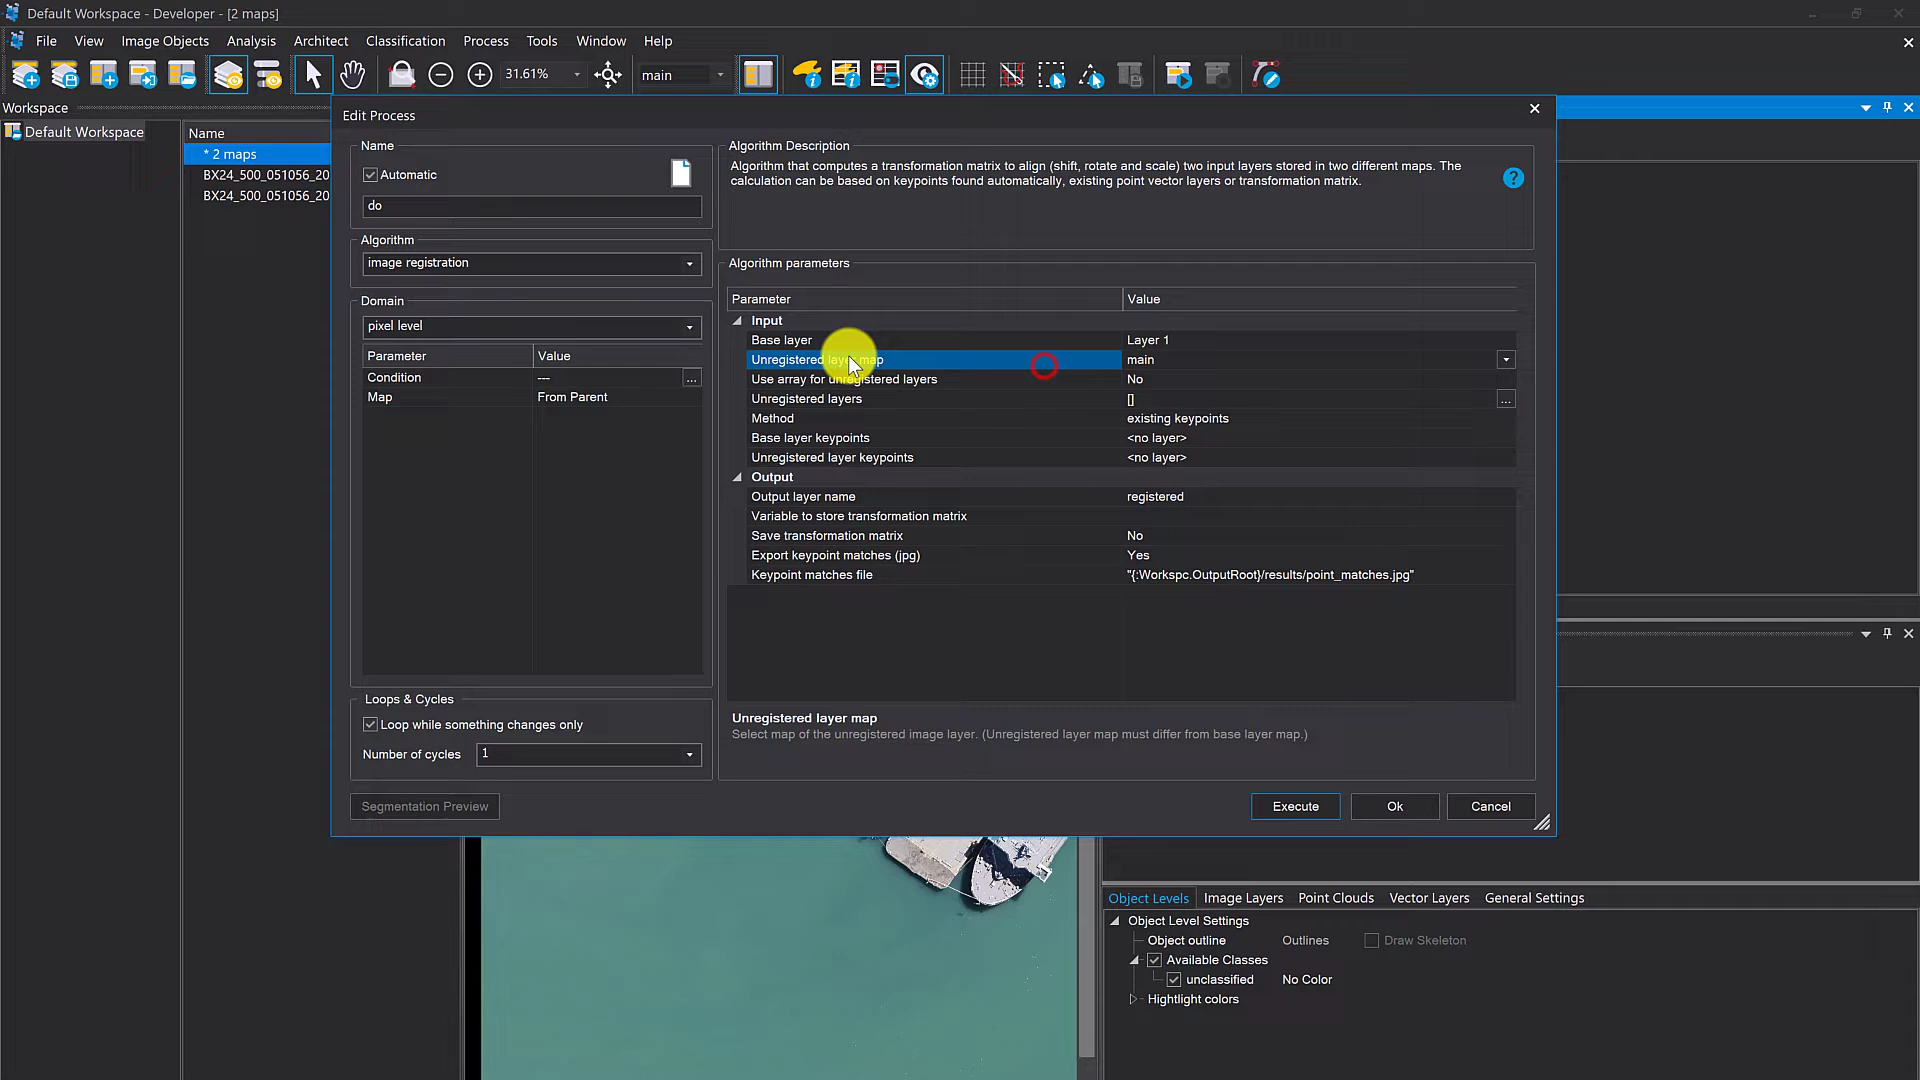 Default Workspace - Developer - [2 maps]
File View Image Objects Analysis Architect Classification Process Tools Window Help
31.61% main
Workspace
Default Workspace
Name
* 2 maps
BX24_500_051056_20
BX24_500_051056_20
Edit Process
Name
Automatic
do
Algorithm
image registration
Domain
pixel level
Parameter Value
Condition ---
...
Map From Parent
Loops & Cycles
Loop while something changes only
Number of cycles 1
Segmentation Preview
Algorithm Description
Algorithm that computes a transformation matrix to align (shift, rotate and scale) two input layers stored in two different maps. The
calculation can be based on keypoints found automatically, existing point vector layers or transformation matrix.
?
Algorithm parameters
Parameter Value
Input
Base layer Layer 1
Unregistered layer map main
Use array for unregistered layers No
Unregistered layers []
...
Method existing keypoints
Base layer keypoints <no layer>
Unregistered layer keypoints <no layer>
Output
Output layer name registered
Variable to store transformation matrix
Save transformation matrix No
Export keypoint matches (jpg) Yes
Keypoint matches file "{:Workspc.OutputRoot}/results/point_matches.jpg"
Unregistered layer map
Select map of the unregistered image layer. (Unregistered layer map must differ from base layer map.)
Execute Ok Cancel
Object Levels Image Layers Point Clouds Vector Layers General Settings
Object Level Settings
Object outline Outlines Draw Skeleton
Available Classes
unclassified No Color
Highlight colors